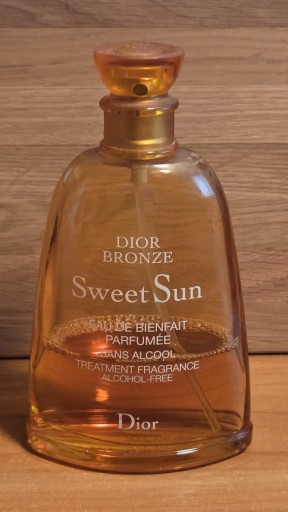 DIOR
BRONZE
Sweet Sun
EAU DE BIENFAIT
PARFUMÉE
SANS ALCOOL
TREATMENT FRAGRANCE
ALCOHOL-FREE
Dior